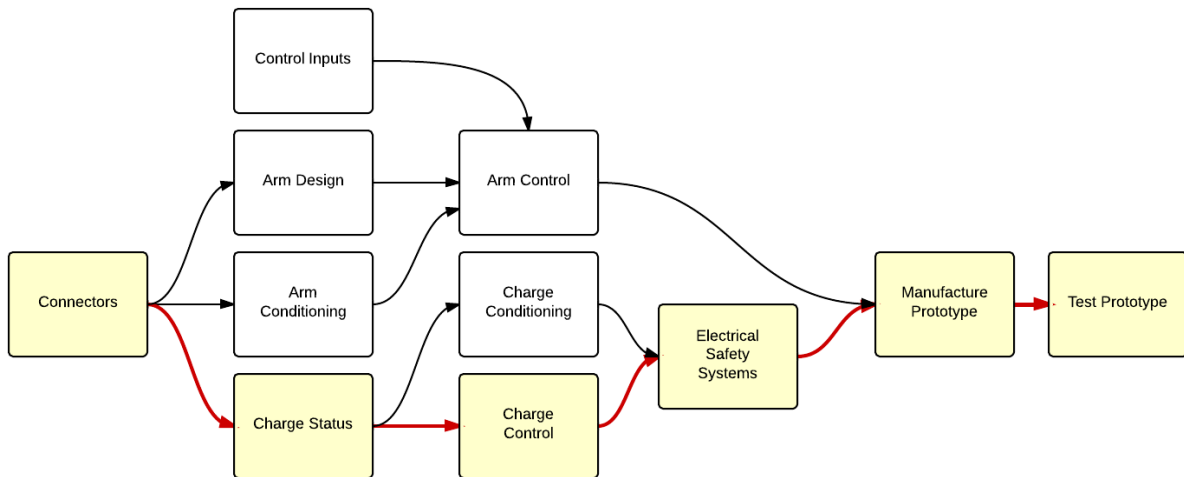 Control Inputs
Arm Design
Arm Control
Connectors
Arm
Conditioning
Charge
Conditioning
Electrical
Safety
Systems
Manufacture
Prototype
Test Prototype
Charge Status
Charge
Control